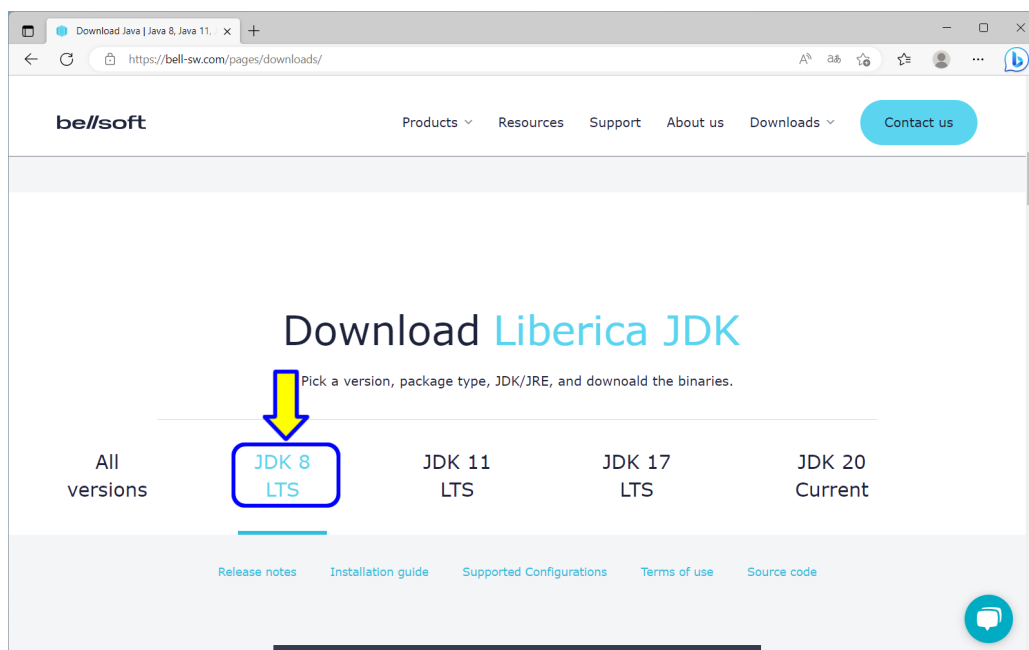 Download Java | Java 8, Java 11,
https://bell-sw.com/pages/downloads/
bellsoft
Products Resources Support About us Downloads Contact us
Download Liberica JDK
Pick a version, package type, JDK/JRE, and downoald the binaries.
All versions
JDK 8 LTS
JDK 11 LTS
JDK 17 LTS
JDK 20 Current
Release notes Installation guide Supported Configurations Terms of use Source code